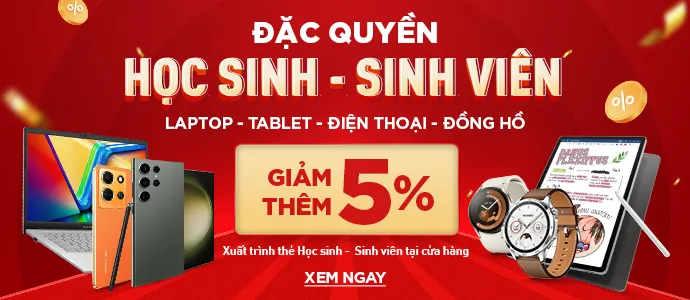 ĐẶC QUYỀN
HỌC SINH - SINH VIÊN
LAPTOP - TABLET - ĐIỆN THOẠI - ĐỒNG HỒ
GIẢM
THÊM
5%
Xuất trình thẻ Học sinh - Sinh viên tại cửa hàng
XEM NGAY